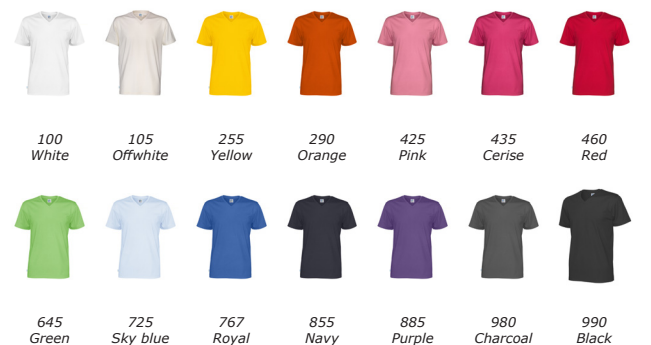 100 105 255 290 425 435 460
White Offwhite Yellow Orange Pink Cerise Red
645 725 767 855 885 980 990
Green Sky blue Royal Navy Purple Charcoal Black